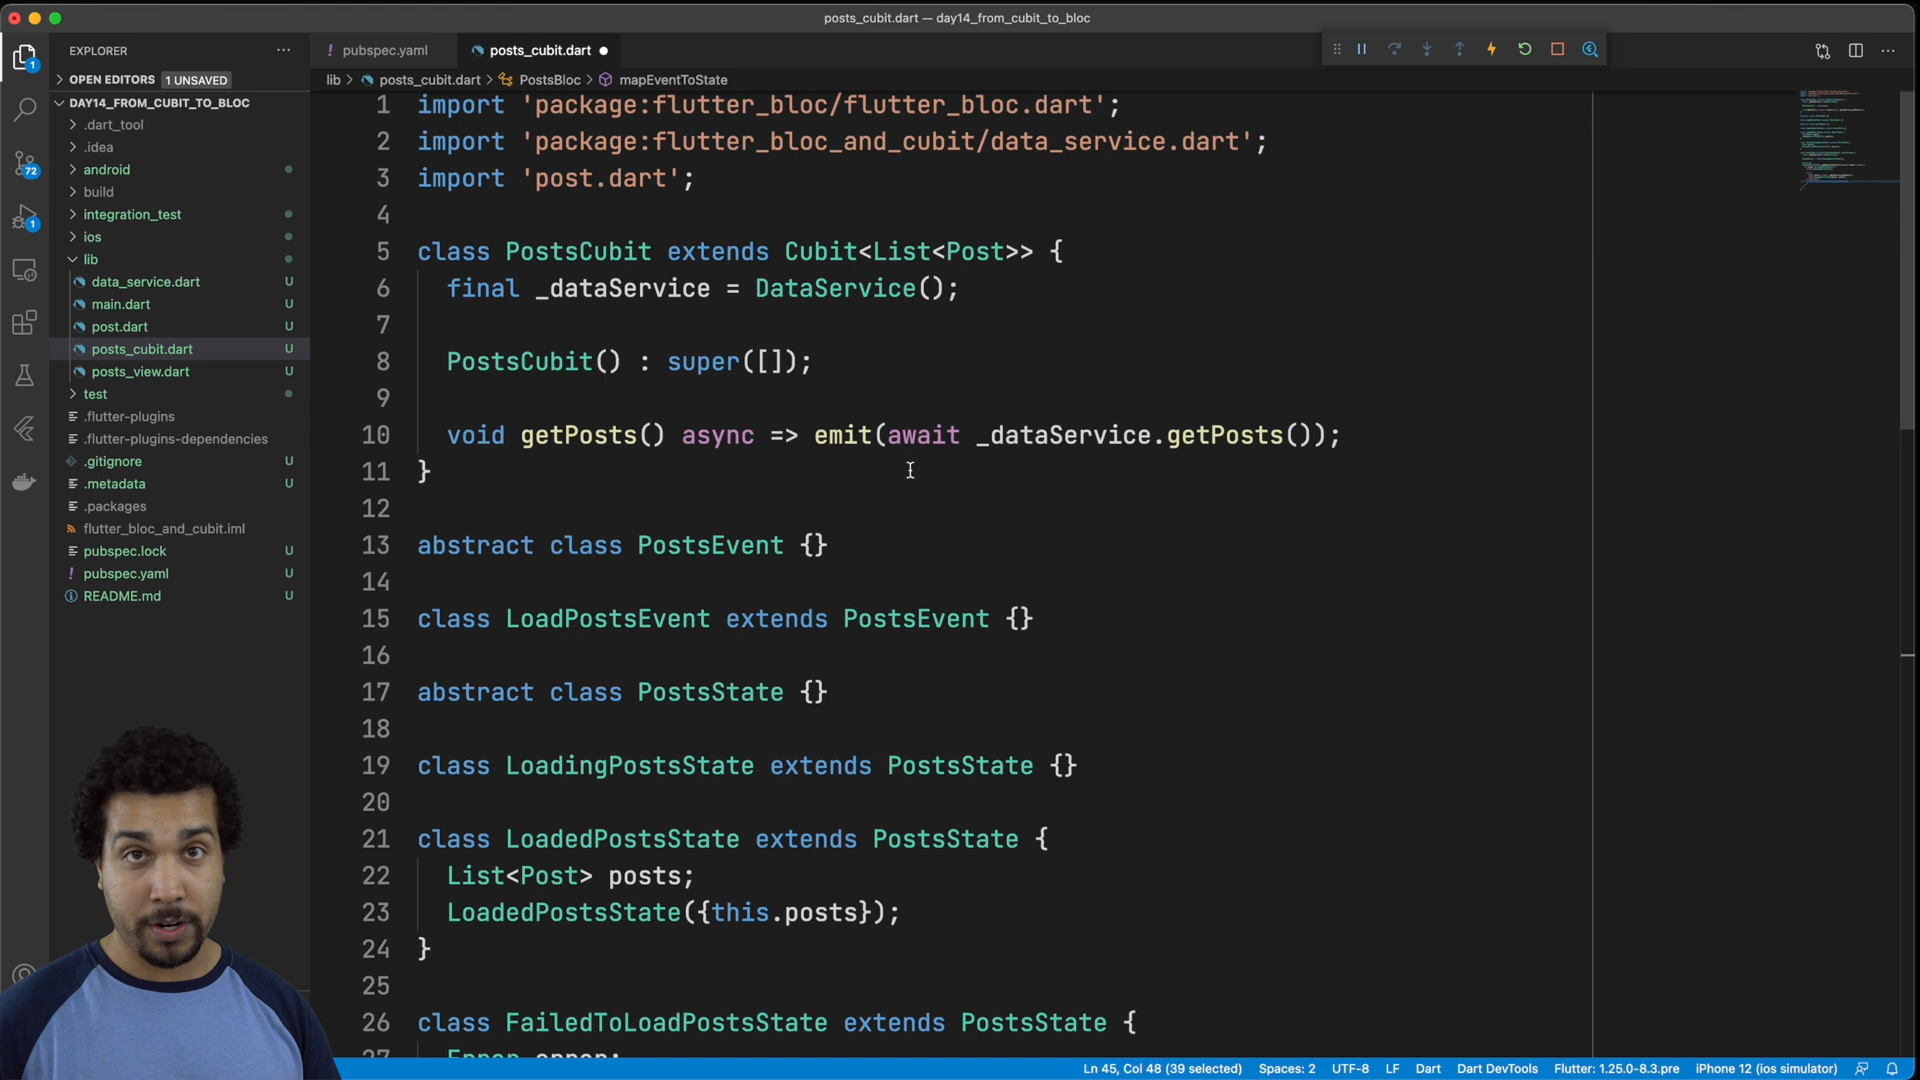 posts_cubit.dart — day14_from_cubit_to_bloc
EXPLORER
OPEN EDITORS 1 UNSAVED
DAY14_FROM_CUBIT_TO_BLOC
.dart_tool
.idea
android
build
integration_test
ios
lib
data_service.dart U
main.dart U
post.dart U
posts_cubit.dart U
posts_view.dart U
test
.flutter-plugins
.flutter-plugins-dependencies
.gitignore U
.metadata U
.packages
flutter_bloc_and_cubit.iml
pubspec.lock U
! pubspec.yaml U
README.md U
1
72
1
! pubspec.yaml
posts_cubit.dart
lib > posts_cubit.dart > PostsBloc > mapEventToState
1 import 'package:flutter_bloc/flutter_bloc.dart';
2 import 'package:flutter_bloc_and_cubit/data_service.dart';
3 import 'post.dart';
4
5 class PostsCubit extends Cubit<List<Post>> {
6 final _dataService = DataService();
7
8 PostsCubit() : super([]);
9
10 void getPosts() async => emit(await _dataService.getPosts());
11 }
12
13 abstract class PostsEvent {}
14
15 class LoadPostsEvent extends PostsEvent {}
16
17 abstract class PostsState {}
18
19 class LoadingPostsState extends PostsState {}
20
21 class LoadedPostsState extends PostsState {
22 List<Post> posts;
23 LoadedPostsState({this.posts});
24 }
25
26 class FailedToLoadPostsState extends PostsState {
27 Error error;
Ln 45, Col 48 (39 selected) Spaces: 2 UTF-8 LF Dart Dart DevTools Flutter: 1.25.0-8.3.pre iPhone 12 (ios simulator)